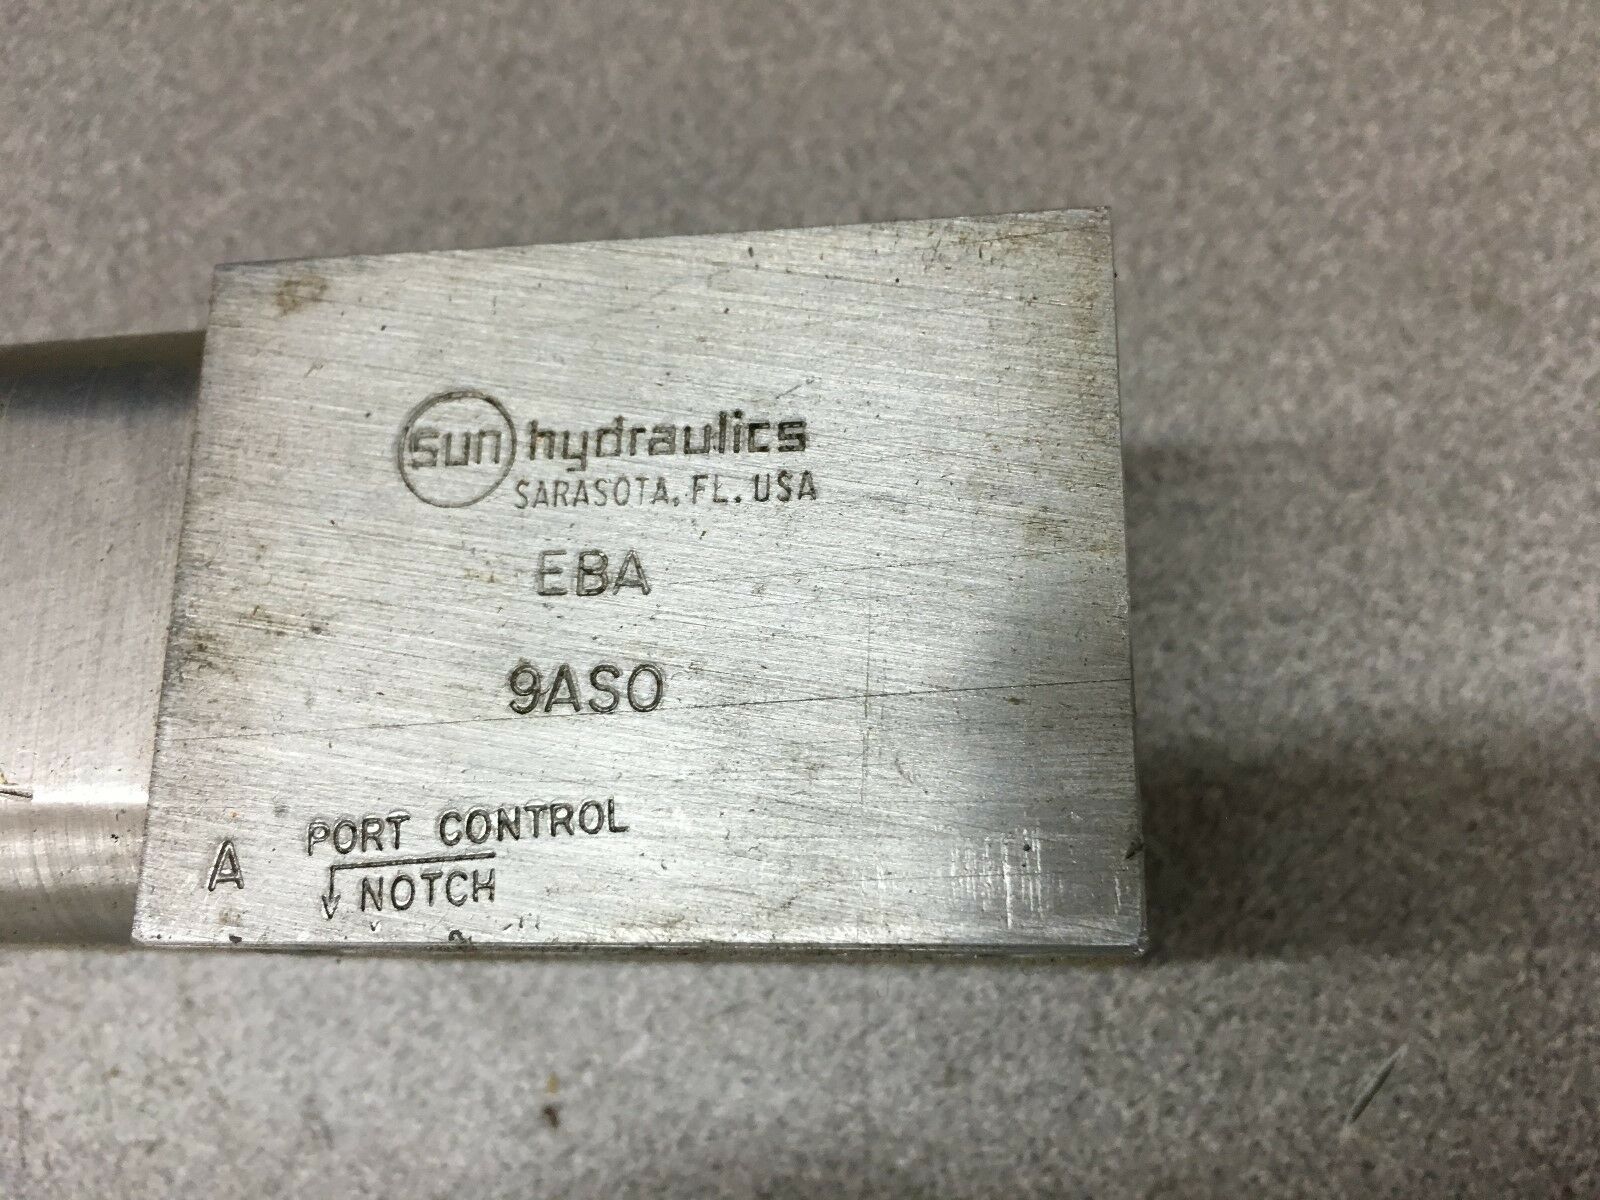 sun hydraulics
SARASOTA, FL. USA
EBA
9ASO
A PORT CONTROL
NOTCH